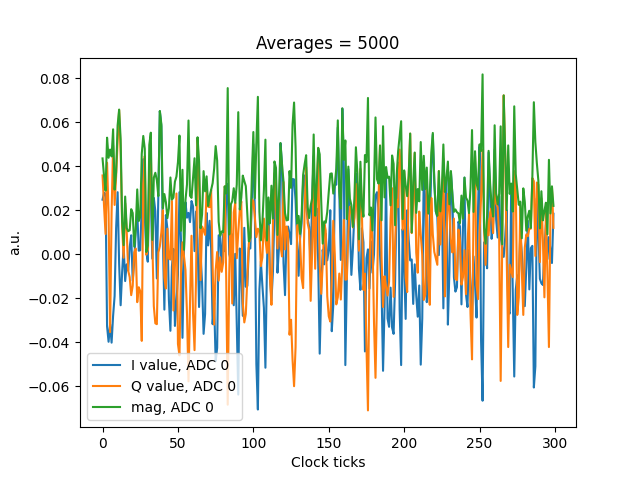 Averages = 5000
a.u.
0.08
0.06
0.04
0.02
0.00
−0.02
−0.04
−0.06
I value, ADC 0
Q value, ADC 0
mag, ADC 0
0 50 100 150 200 250 300
Clock ticks